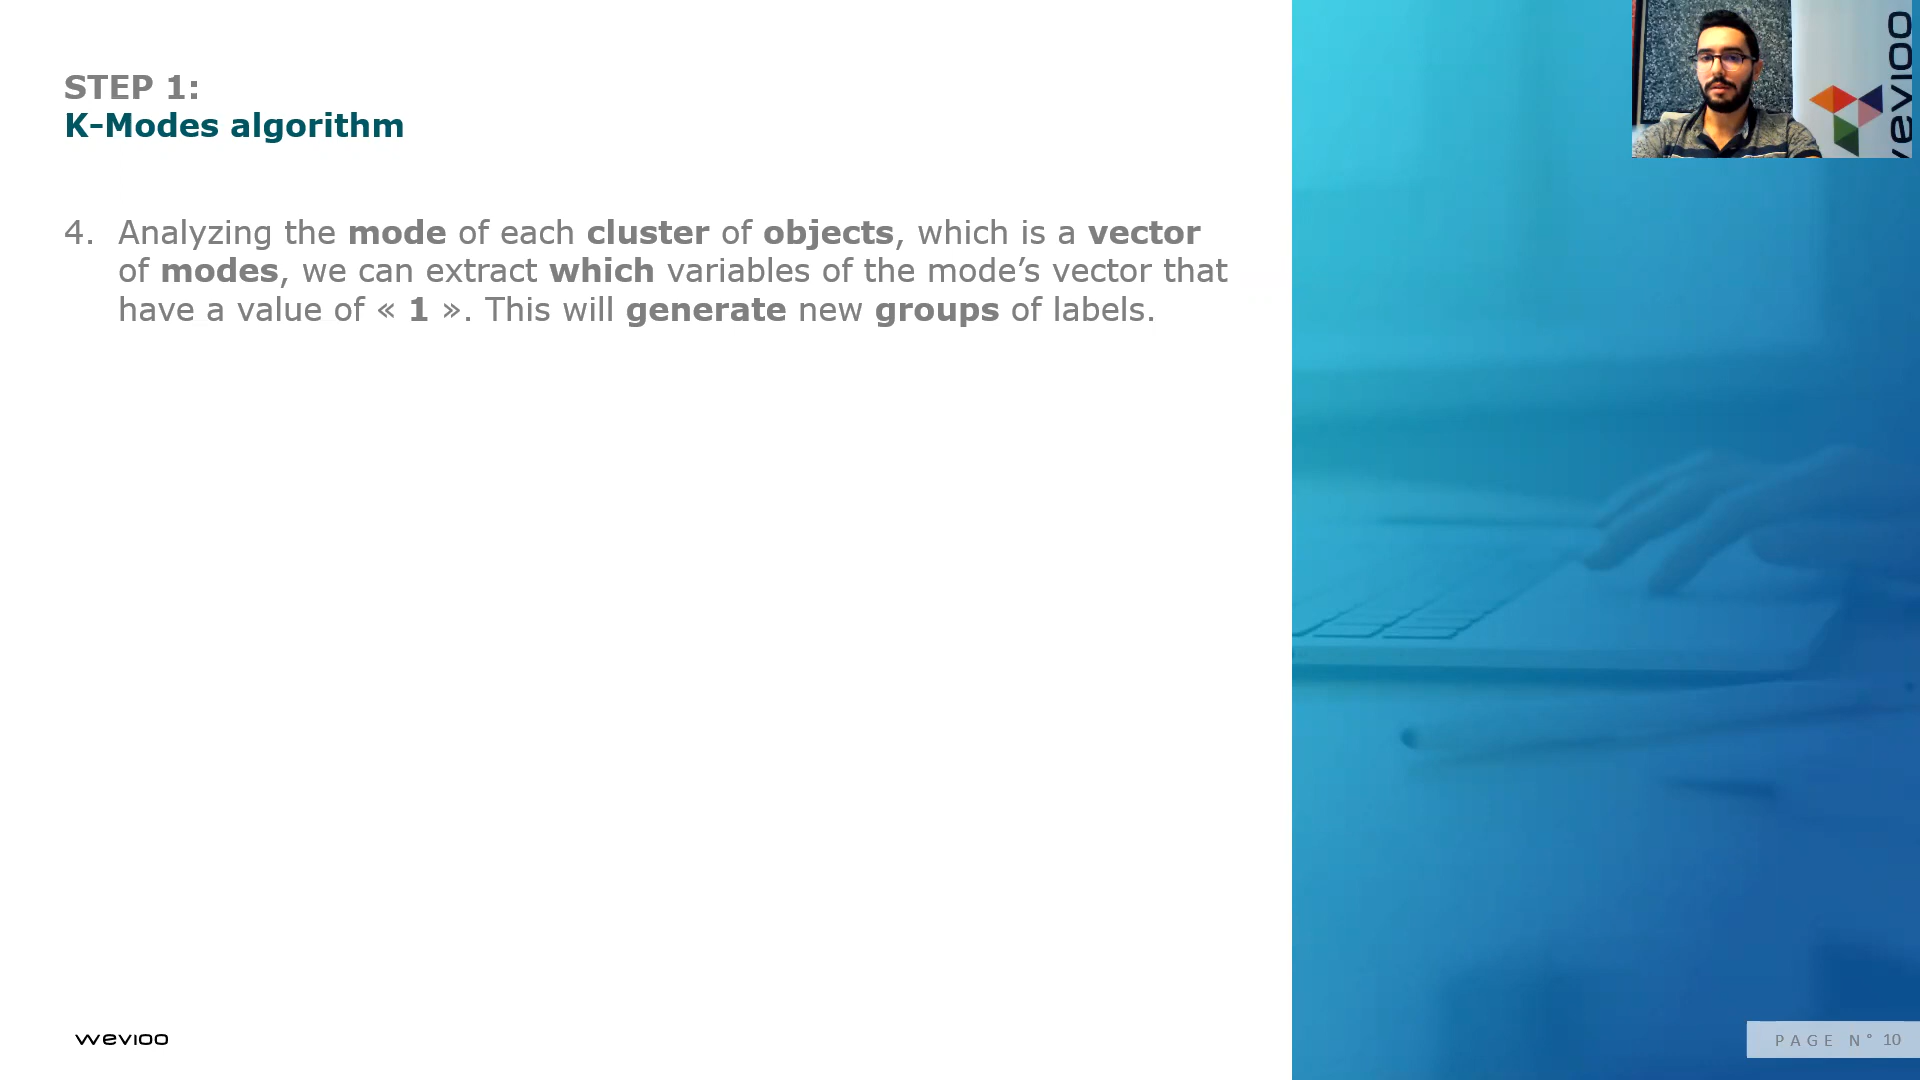 STEP 1:
K-Modes algorithm
4. Analyzing the mode of each cluster of objects, which is a vector
of modes, we can extract which variables of the mode’s vector that
have a value of « 1 ». This will generate new groups of labels.
wevioo
wevioo
PAGE N° 10